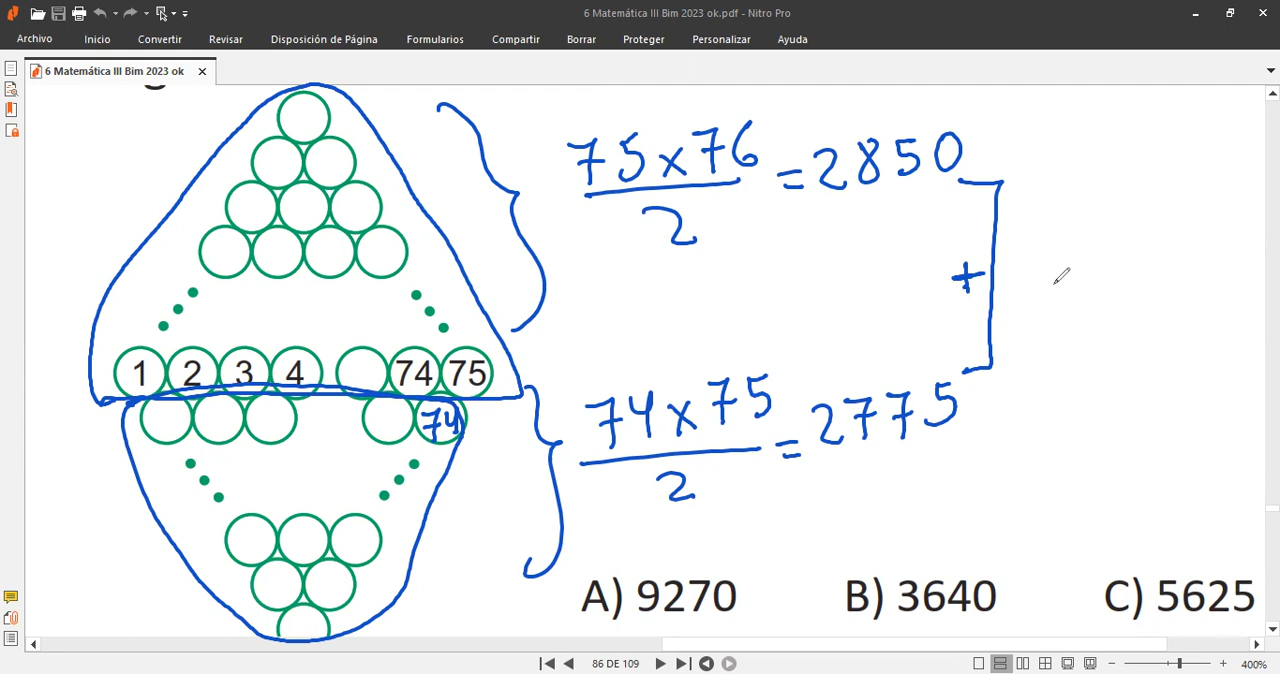 6 Matemática III Bim 2023 ok.pdf - Nitro Pro
Archivo Inicio Convertir Revisar Disposición de Página Formularios Compartir Borrar Proteger Personalizar Ayuda
6 Matemática III Bim 2023 ok
75x76
2
=2850
+
1 2 3 4 74 75
74
74x75
2
=2775
A) 9270 B) 3640 C) 5625
86 DE 109
400%